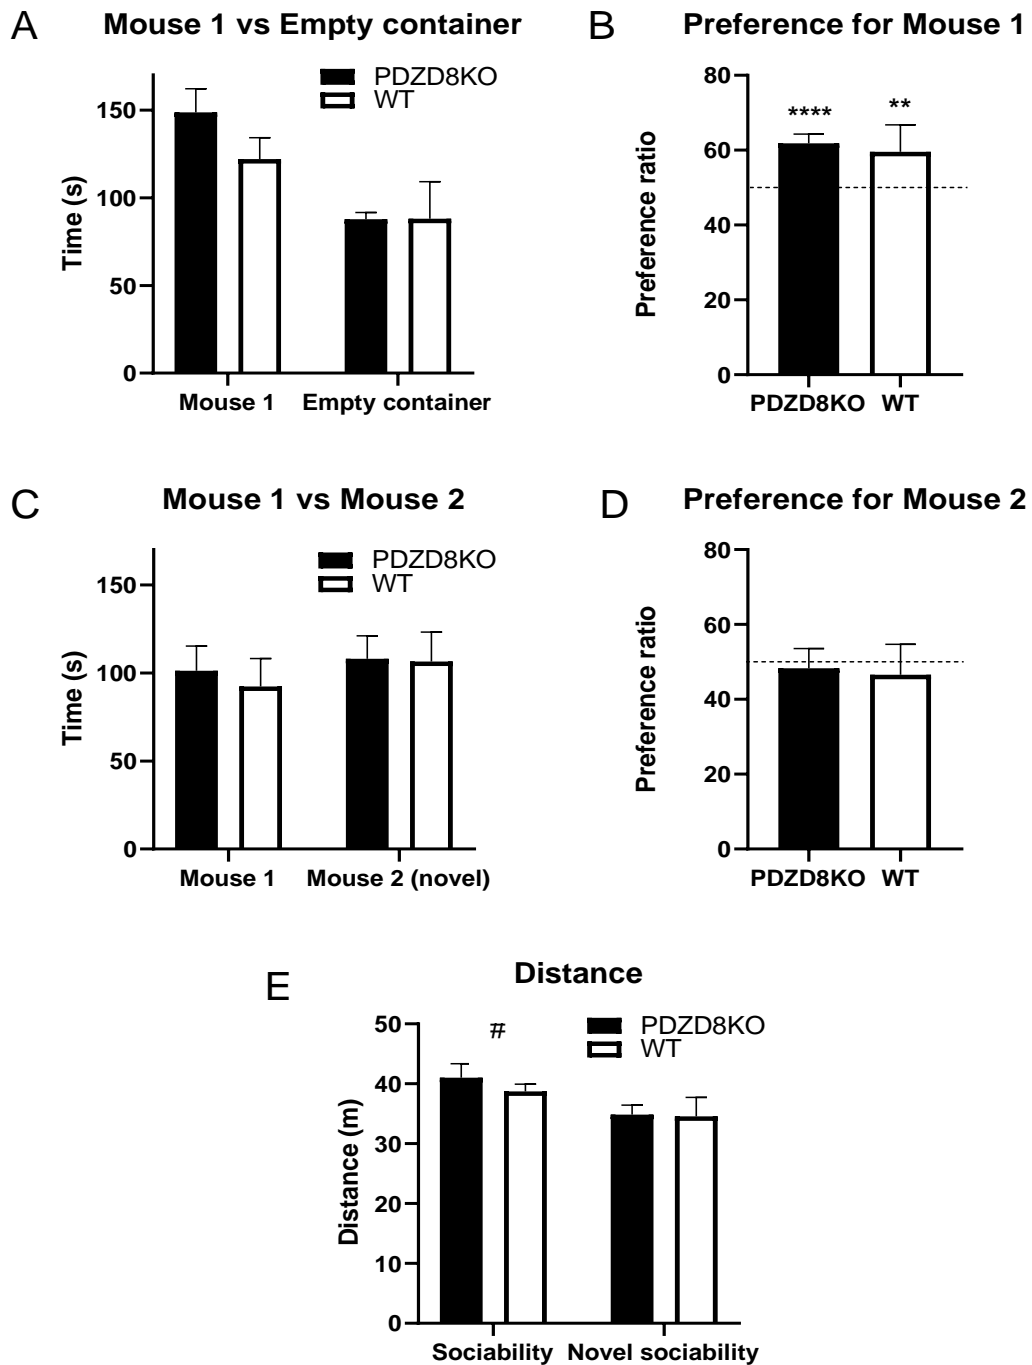 A Mouse 1 vs Empty container
PDZD8KO
WT
Time (s)
150
100
50
0
Mouse 1 Empty container
B Preference for Mouse 1
Preference ratio
80
60
40
20
0
**** **
PDZD8KO WT
C Mouse 1 vs Mouse 2
PDZD8KO
WT
Time (s)
150
100
50
0
Mouse 1 Mouse 2 (novel)
D Preference for Mouse 2
Preference ratio
80
60
40
20
0
PDZD8KO WT
E Distance
PDZD8KO
WT
#
Distance (m)
50
40
30
20
10
0
Sociability Novel sociability